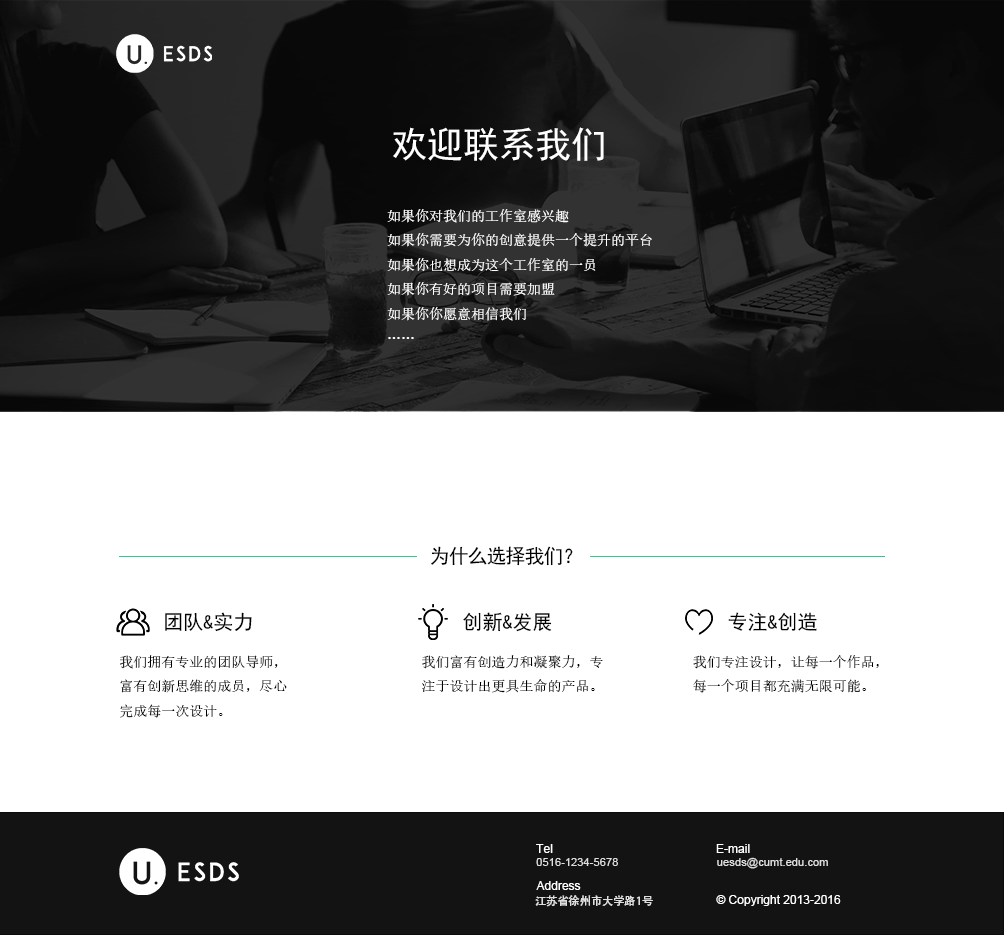 U. ESDS
欢迎联系我们
如果你对我们的工作室感兴趣
如果你需要为你的创意提供一个提升的平台
如果你也想成为这个工作室的一员
如果你有好的项目需要加盟
如果你你愿意相信我们
……
为什么选择我们?
团队&实力
我们拥有专业的团队导师，
富有创新思维的成员，尽心
完成每一次设计。
创新&发展
我们富有创造力和凝聚力，专
注于设计出更具生命的产品。
专注&创造
我们专注设计，让每一个作品，
每一个项目都充满无限可能。
U. ESDS
Tel
0516-1234-5678
Address
江苏省徐州市大学路1号
E-mail
uesds@cumt.edu.com
© Copyright 2013-2016